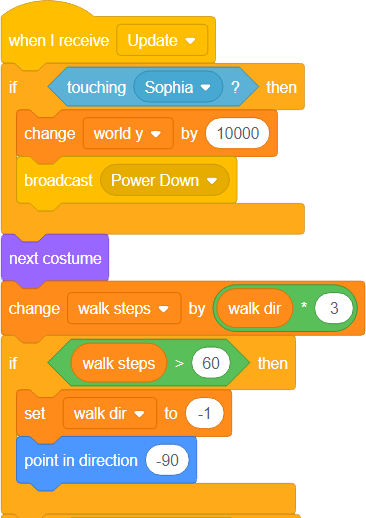 when I receive Update
if touching Sophia ? then
change world y by 10000
broadcast Power Down
next costume
change walk steps by walk dir * 3
if walk steps > 60 then
set walk dir to -1
point in direction -90